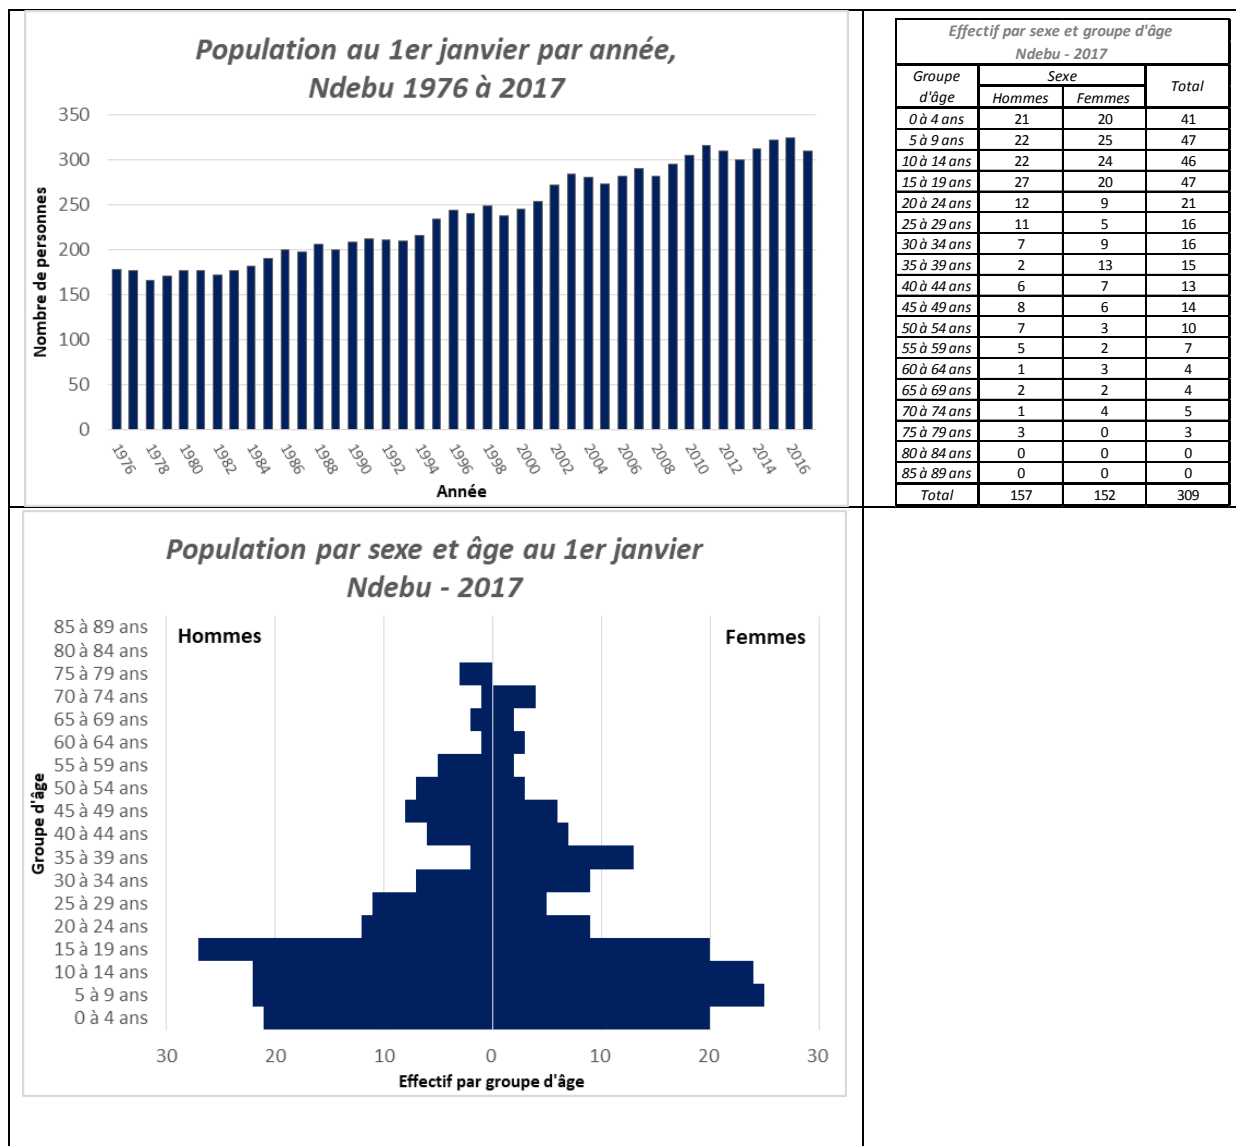 Population au 1er janvier par année,
Ndebu 1976 à 2017
350
300
250
200
150
100
50
0
Nombre de personnes
1976
1978
1980
1982
1984
1986
1988
1990
1992
1994
1996
1998
2000
2002
2004
2006
2008
2010
2012
2014
2016
Année
Effectif par sexe et groupe d'âge
Ndebu - 2017
Groupe d'âge Sexe Total
Hommes Femmes
0 à 4 ans 21 20 41
5 à 9 ans 22 25 47
10 à 14 ans 22 24 46
15 à 19 ans 27 20 47
20 à 24 ans 12 9 21
25 à 29 ans 11 5 16
30 à 34 ans 7 9 16
35 à 39 ans 2 13 15
40 à 44 ans 6 7 13
45 à 49 ans 8 6 14
50 à 54 ans 7 3 10
55 à 59 ans 5 2 7
60 à 64 ans 1 3 4
65 à 69 ans 2 2 4
70 à 74 ans 1 4 5
75 à 79 ans 3 0 3
80 à 84 ans 0 0 0
85 à 89 ans 0 0 0
Total 157 152 309
Population par sexe et âge au 1er janvier
Ndebu - 2017
Hommes
Femmes
85 à 89 ans
80 à 84 ans
75 à 79 ans
70 à 74 ans
65 à 69 ans
60 à 64 ans
55 à 59 ans
50 à 54 ans
45 à 49 ans
40 à 44 ans
35 à 39 ans
30 à 34 ans
25 à 29 ans
20 à 24 ans
15 à 19 ans
10 à 14 ans
5 à 9 ans
0 à 4 ans
Groupe d'âge
30 20 10 0 10 20 30
Effectif par groupe d'âge